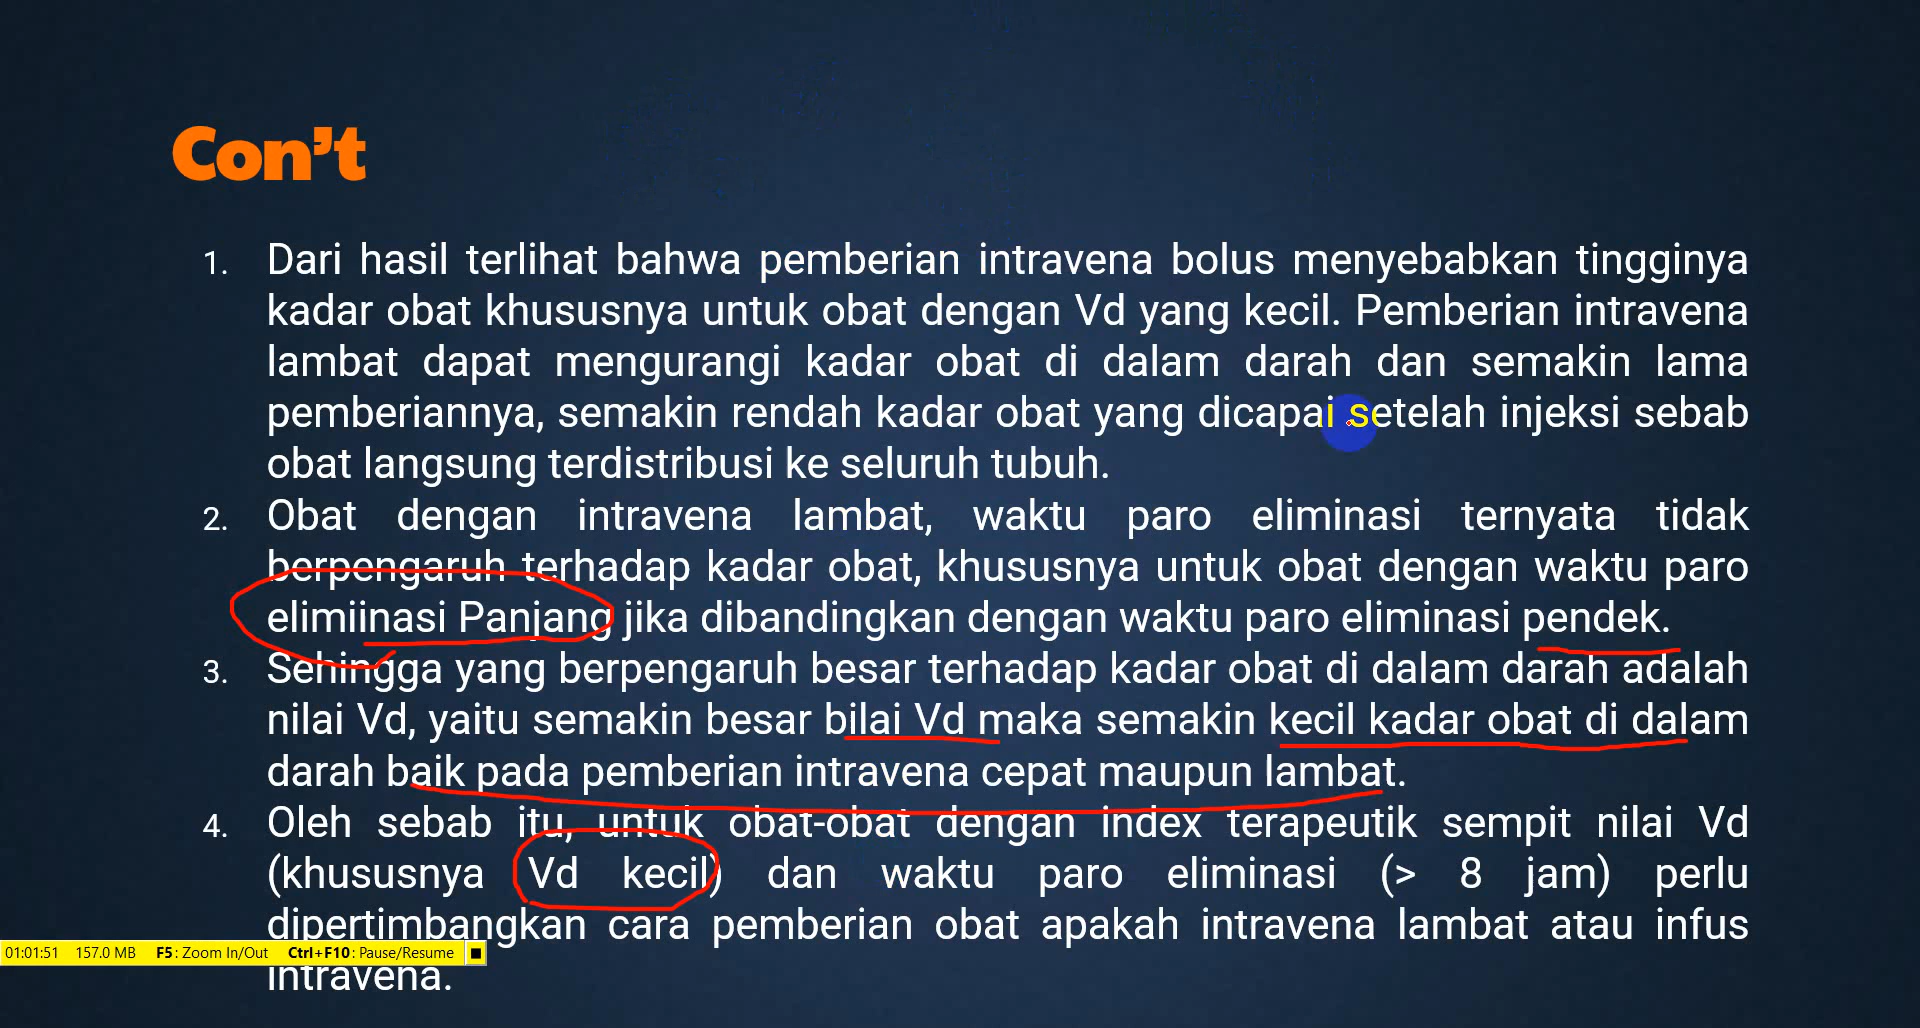 Con't
1. Dari hasil terlihat bahwa pemberian intravena bolus menyebabkan tingginya
kadar obat khususnya untuk obat dengan Vd yang kecil. Pemberian intravena
lambat dapat mengurangi kadar obat di dalam darah dan semakin lama
pemberiannya, semakin rendah kadar obat yang dicapai setelah injeksi sebab
obat langsung terdistribusi ke seluruh tubuh.
2. Obat dengan intravena lambat, waktu paro eliminasi ternyata tidak
berpengaruh terhadap kadar obat, khususnya untuk obat dengan waktu paro
elimiinasi Panjang jika dibandingkan dengan waktu paro eliminasi pendek.
3. Sehingga yang berpengaruh besar terhadap kadar obat di dalam darah adalah
nilai Vd, yaitu semakin besar bilai Vd maka semakin kecil kadar obat di dalam
darah baik pada pemberian intravena cepat maupun lambat.
4. Oleh sebab itu, untuk obat-obat dengan index terapeutik sempit nilai Vd
(khususnya Vd kecil) dan waktu paro eliminasi (> 8 jam) perlu
dipertimbangkan cara pemberian obat apakah intravena lambat atau infus
intravena.
01:01:51 157.0 MB F5: Zoom In/Out Ctrl+F10: Pause/Resume